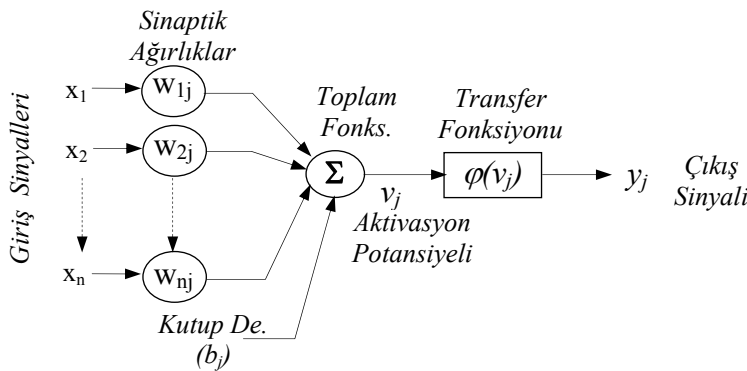 Sinaptik
Ağırlıklar
Giriş Sinyalleri
x1
w1j
x2
w2j
xn
wnj
Toplam
Fonks.
Σ
vj
Aktivasyon
Potansiyeli
Kutup De.
(bj)
Transfer
Fonksiyonu
φ(vj)
yj
Çıkış
Sinyali